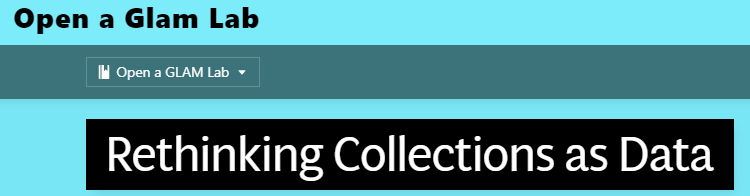 Open a Glam Lab
Open a GLAM Lab
Rethinking Collections as Data